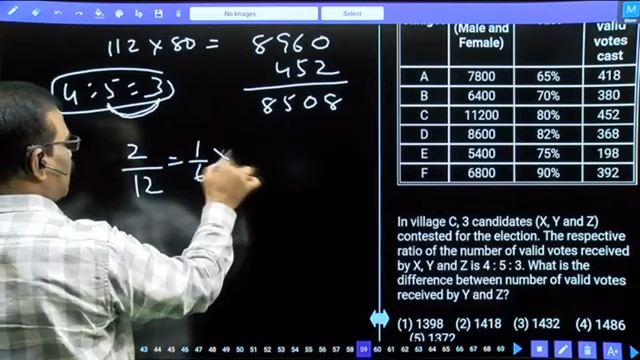 No Images
Select
112 × 80 = 8960
452
8508
4 : 5 : 3
2/12 = 1/6 ×
(Male and Female)
valid votes cast
A 7800 65% 418
B 6400 70% 380
C 11200 80% 452
D 8600 82% 368
E 5400 75% 198
F 6800 90% 392
In village C, 3 candidates (X, Y and Z)
contested for the election. The respective
ratio of the number of valid votes received
by X, Y and Z is 4 : 5 : 3. What is the
difference between number of valid votes
received by Y and Z?
(1) 1398 (2) 1418 (3) 1432 (4) 1486
(5) 1372
43 44 45 46 47 48 49 50 51 52 53 54 55 56 57 58 59 60 61 62 63 64 65 66 67 68 69
A+